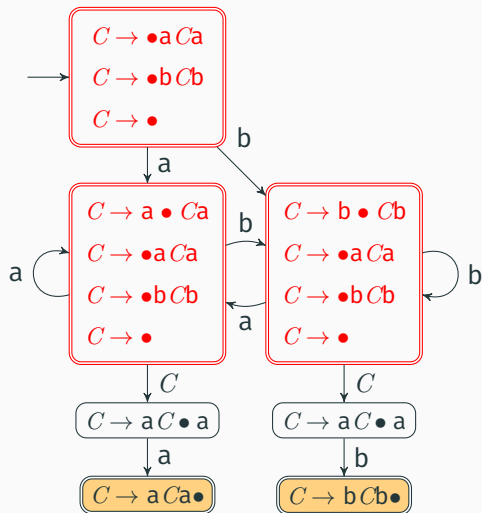 C → •aCa
C → •bCb
C → •
a
b
C → a • Ca
C → •aCa
C → •bCb
C → •
C → b • Cb
C → •aCa
C → •bCb
C → •
a
b
a
b
C
C
C → aC • a
C → aC • a
a
b
C → aCa•
C → bCb•